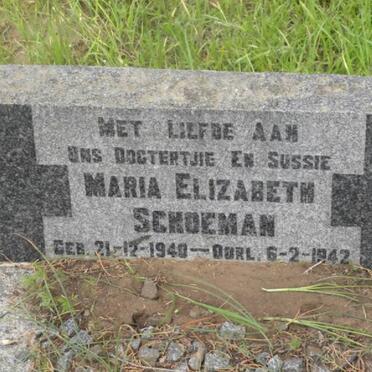 MET LIEFDE AAN
ONS DOGTERTJIE EN SUSSIE
MARIA ELIZABETH
SCHOEMAN
GEB. 21-12-1940 — OORL. 6-2-1942